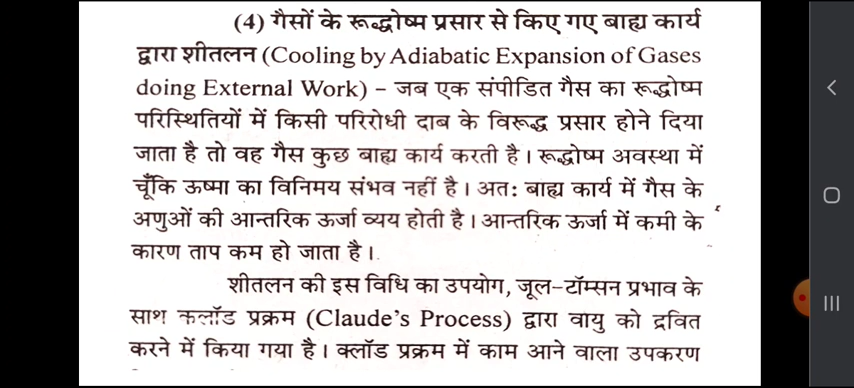 (4) गैसों के रूद्धोष्म प्रसार से किए गए बाह्य कार्य
द्वारा शीतलन (Cooling by Adiabatic Expansion of Gases
doing External Work) – जब एक संपीडित गैस का रूद्धोष्म
परिस्थितियों में किसी परिरोधी दाब के विरूद्ध प्रसार होने दिया
जाता है तो वह गैस कुछ बाह्य कार्य करती है। रूद्धोष्म अवस्था में
चूँकि ऊष्मा का विनिमय संभव नहीं है। अतः बाह्य कार्य में गैस के
अणुओं की आन्तरिक ऊर्जा व्यय होती है। आन्तरिक ऊर्जा में कमी के
कारण ताप कम हो जाता है।
शीतलन की इस विधि का उपयोग, जूल-टॉम्सन प्रभाव के
साथ क्लॉड प्रक्रम (Claude's Process) द्वारा वायु को द्रवित
करने में किया गया है। क्लॉड प्रक्रम में काम आने वाला उपकरण